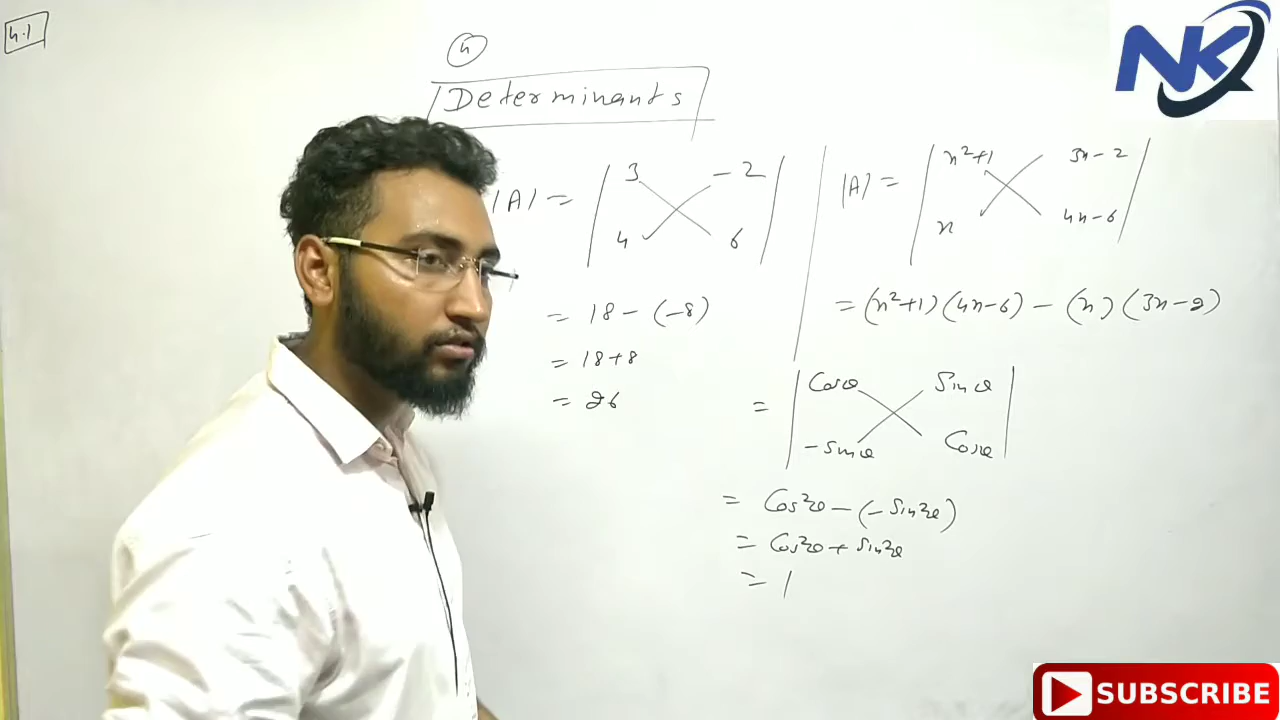 4.1
4
Determinants
|A| = | 3 -2 |
| 4 6 |
= 18 - (-8)
= 18+8
= 26
|A| = | x²+1 3x-2 |
| x 4x-6 |
= (x²+1) (4x-6) - (x) (3x-2)
= | Cosθ Sinθ |
| -Sinθ Cosθ |
= Cos²θ - (-Sin²θ)
= Cos²θ + Sin²θ
= 1
NK
SUBSCRIBE